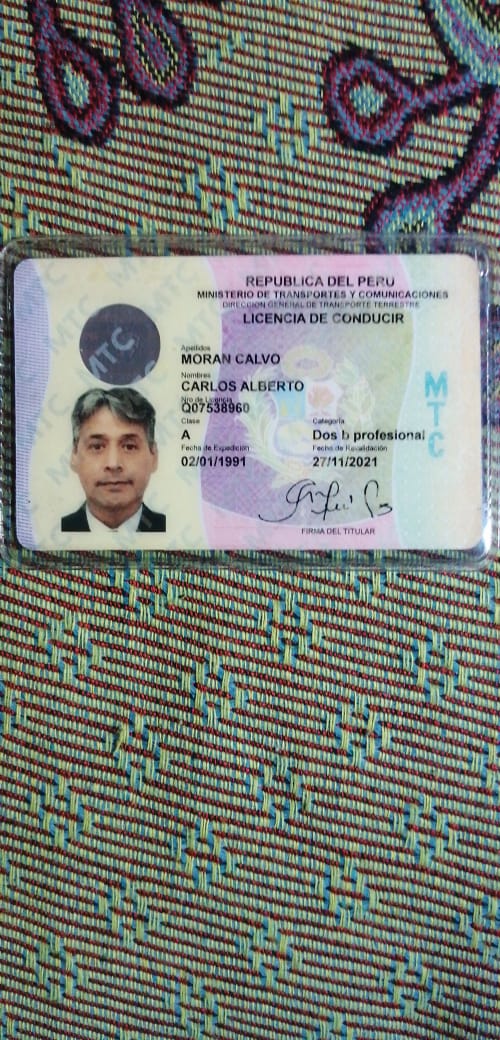 REPUBLICA DEL PERU
MINISTERIO DE TRANSPORTES Y COMUNICACIONES
DIRECCIÓN GENERAL DE TRANSPORTE TERRESTRE
LICENCIA DE CONDUCIR
MTC
Apellidos
MORAN CALVO
Nombres
CARLOS ALBERTO
Nro de Licencia
Q07538960
Clase Categoría
A Dos b profesional
Fecha de Expedición Fecha de Revalidación
02/01/1991 27/11/2021
FIRMA DEL TITULAR
MTC